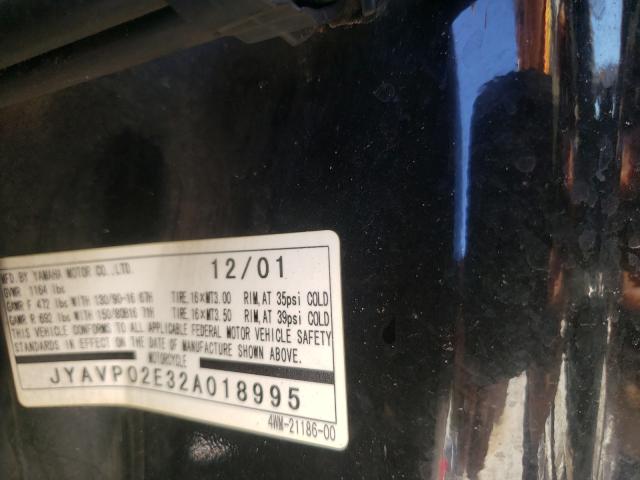 MFD.BY YAMAHA MOTOR CO.,LTD. 12/01
GVWR 1164 lbs
GAWR F 472 lbs WITH 130/90-16 67H TIRE,16×MT3.00 RIM,AT 35psi COLD
GAWR R 692 lbs WITH 150/80B16 71H TIRE,16×MT3.50 RIM,AT 39psi COLD
THIS VEHICLE CONFORMS TO ALL APPLICABLE FEDERAL MOTOR VEHICLE SAFETY
STANDARDS IN EFFECT ON THE DATE OF MANUFACTURE SHOWN ABOVE.
MOTORCYCLE
JYAVP02E32A018995
4WM-21186-00